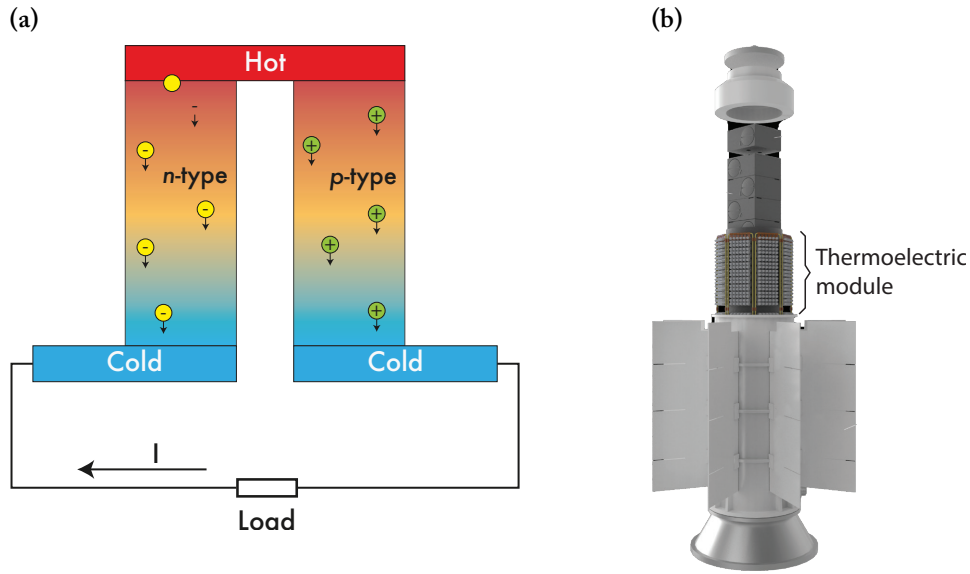 (a)
(b)
Hot
-
-
n-type
-
-
-
+
+
p-type
+
+
+
Cold
Cold
I
Load
Thermoelectric
module